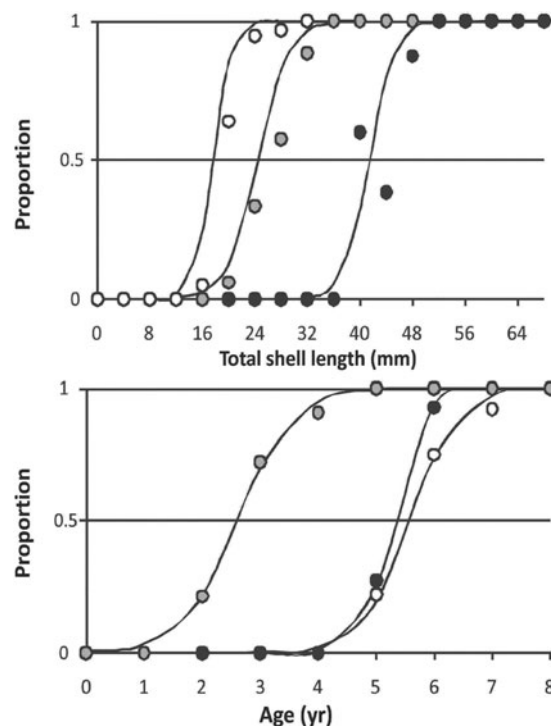 1
0.5
0
Proportion
0 8 16 24 32 40 48 56 64
Total shell length (mm)
1
0.5
0
Proportion
0 1 2 3 4 5 6 7 8
Age (yr)